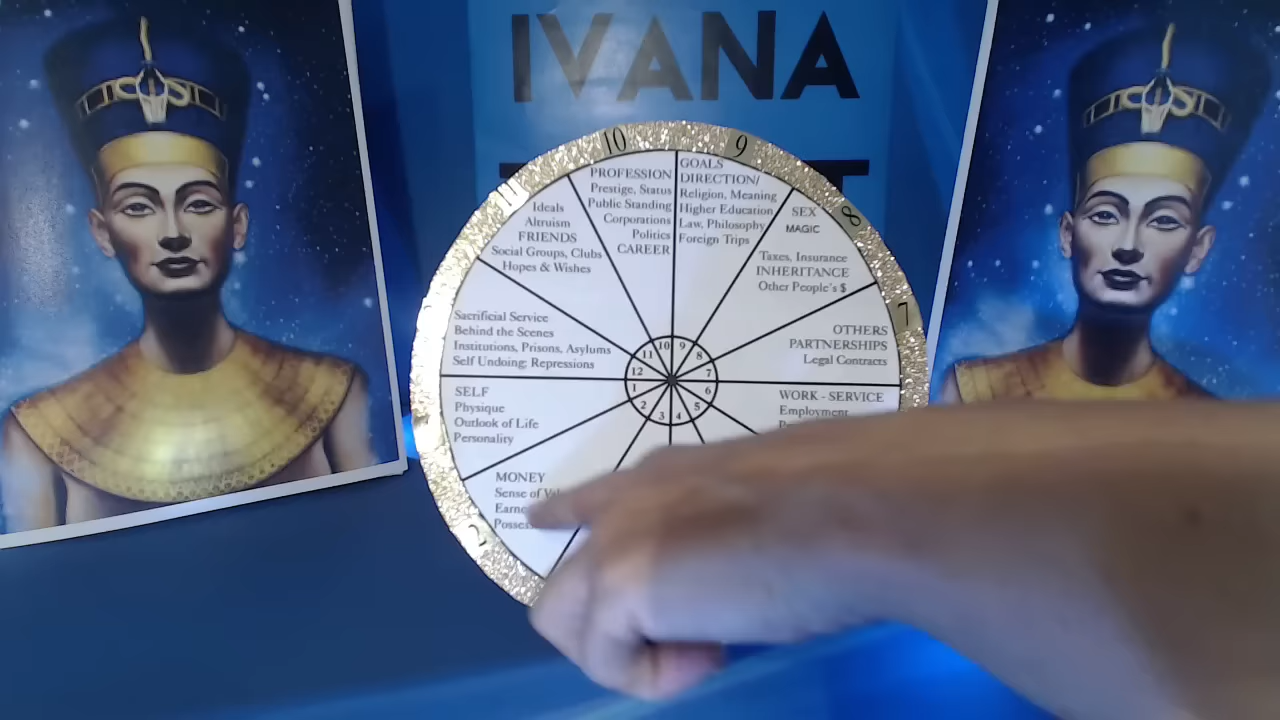 IVANA
10
9
8
7
2
PROFESSION
Prestige, Status
Public Standing
Corporations
Politics
CAREER
GOALS
DIRECTION/
Religion, Meaning
Higher Education
Law, Philosophy
Foreign Trips
SEX
MAGIC
Taxes, Insurance
INHERITANCE
Other People's $
OTHERS
PARTNERSHIPS
Legal Contracts
WORK - SERVICE
Employment
Ideals
Altruism
FRIENDS
Social Groups, Clubs
Hopes & Wishes
Sacrificial Service
Behind the Scenes
Institutions, Prisons, Asylums
Self Undoing; Repressions
SELF
Physique
Outlook of Life
Personality
MONEY
Sense of
10 9
11 8
12 7
1 6
2 5
3 4